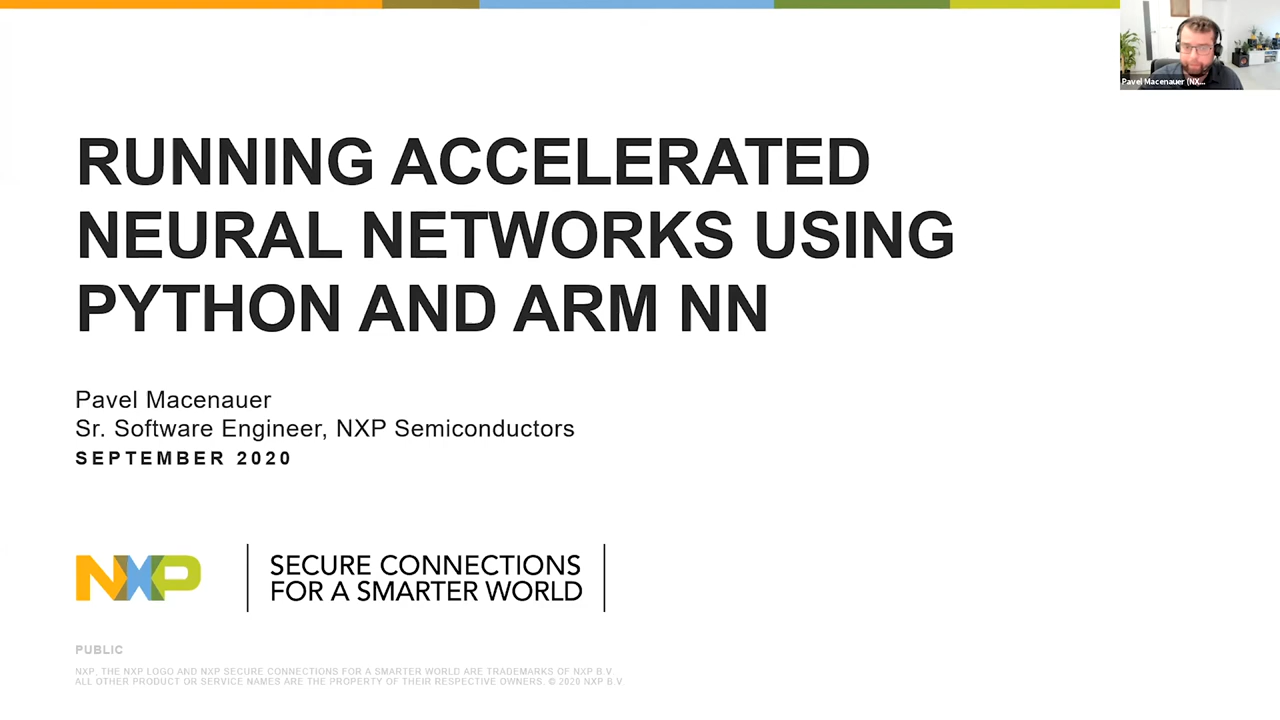 Pavel Macenauer (NX...
RUNNING ACCELERATED
NEURAL NETWORKS USING
PYTHON AND ARM NN
Pavel Macenauer
Sr. Software Engineer, NXP Semiconductors
SEPTEMBER 2020
NXP
SECURE CONNECTIONS
FOR A SMARTER WORLD
PUBLIC
NXP, THE NXP LOGO AND NXP SECURE CONNECTIONS FOR A SMARTER WORLD ARE TRADEMARKS OF NXP B.V.
ALL OTHER PRODUCT OR SERVICE NAMES ARE THE PROPERTY OF THEIR RESPECTIVE OWNERS. © 2020 NXP B.V.